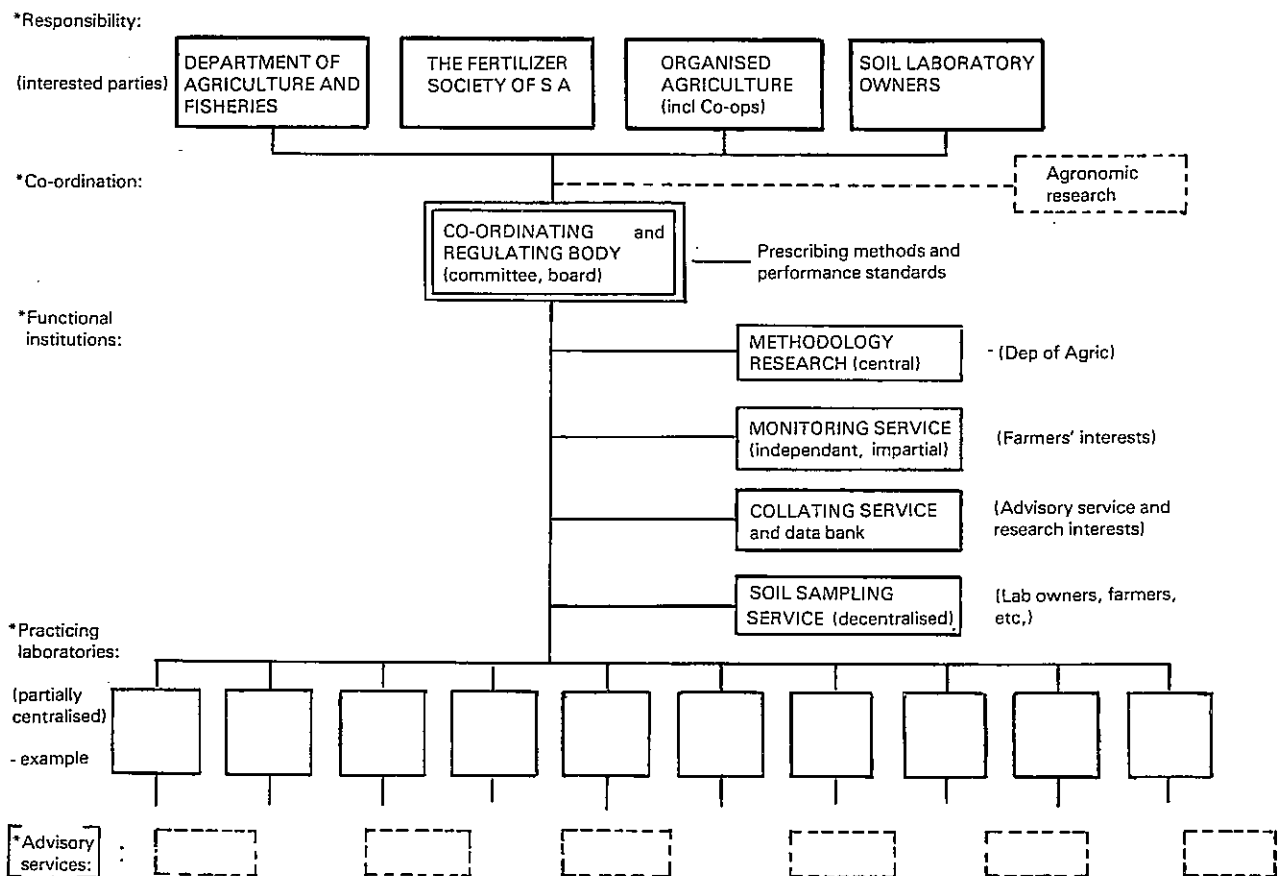 *Responsibility:
(interested parties)
DEPARTMENT OF
AGRICULTURE AND
FISHERIES
THE FERTILIZER
SOCIETY OF S A
ORGANISED
AGRICULTURE
(incl Co-ops)
SOIL LABORATORY
OWNERS
*Co-ordination:
Agronomic
research
CO-ORDINATING and
REGULATING BODY
(committee, board)
Prescribing methods and
performance standards
*Functional
institutions:
METHODOLOGY
RESEARCH (central)
- (Dep of Agric)
MONITORING SERVICE
(independant, impartial)
(Farmers' interests)
COLLATING SERVICE
and data bank
(Advisory service and
research interests)
SOIL SAMPLING
SERVICE (decentralised)
(Lab owners, farmers,
etc,)
*Practicing
laboratories:
(partially
centralised)
- example
*Advisory
services:
: